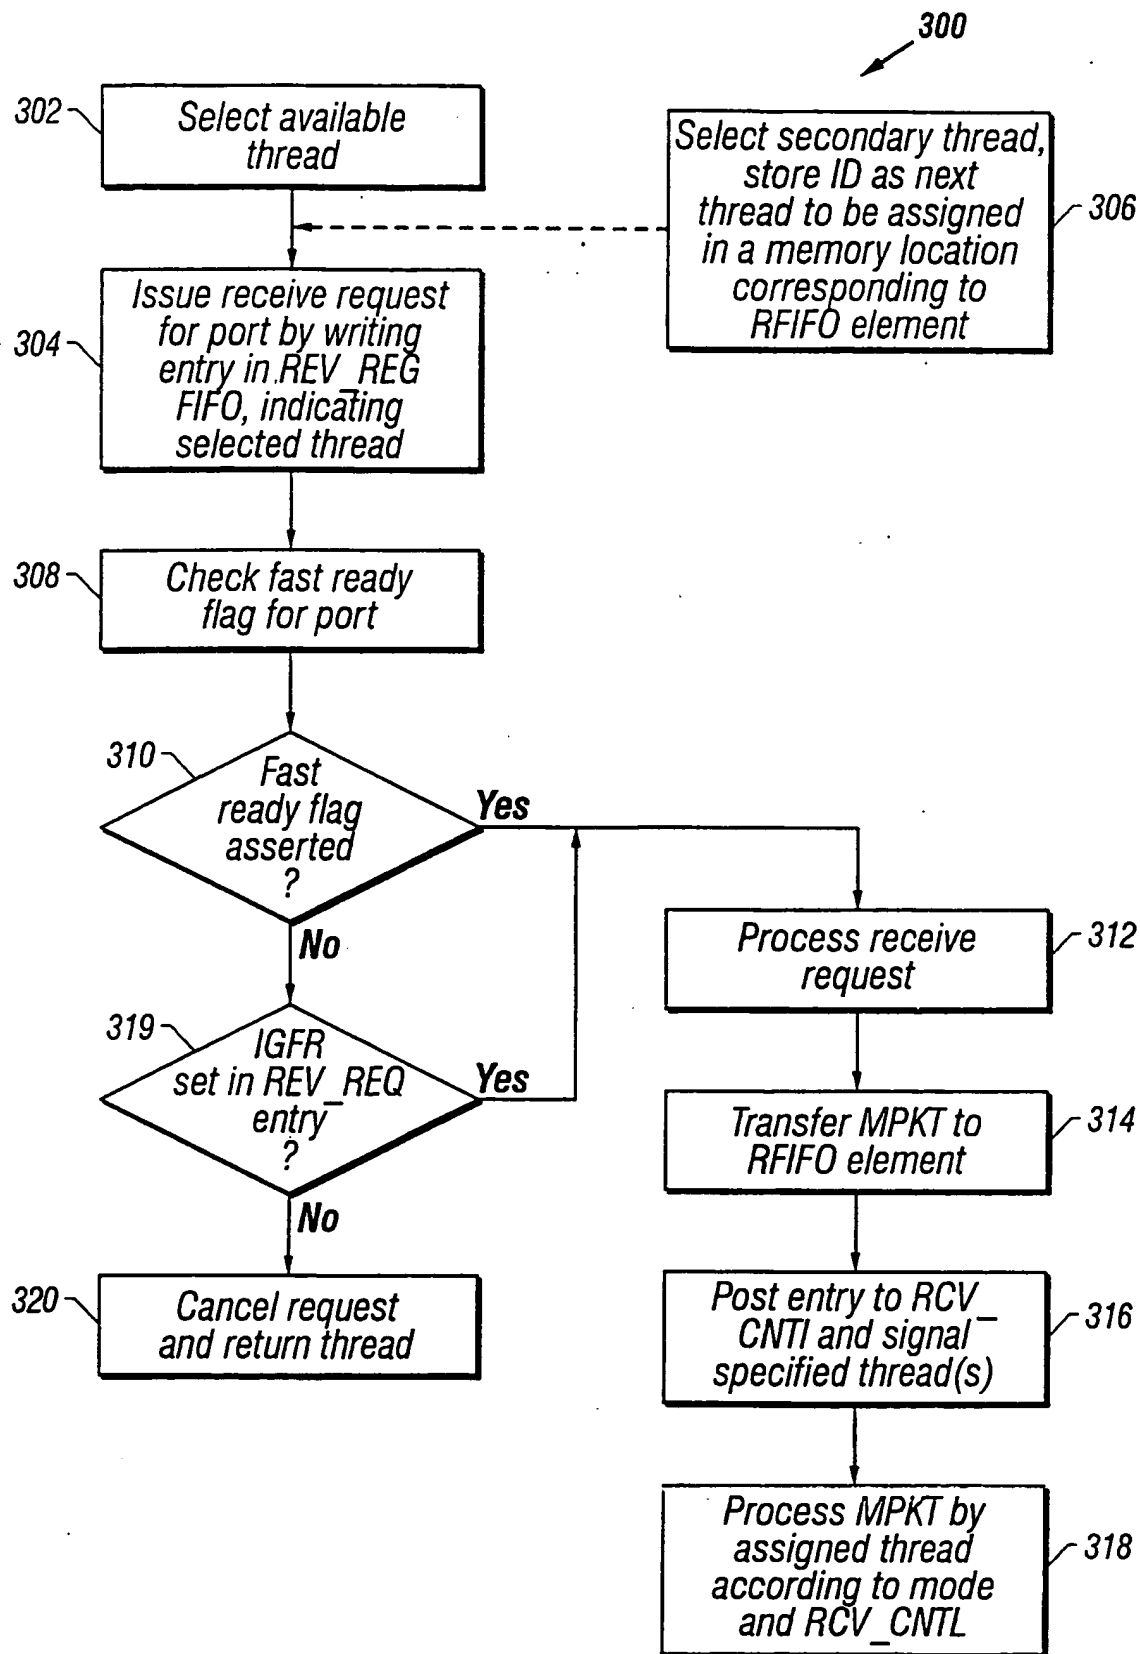 300
302
Select available
thread
Select secondary thread,
store ID as next
thread to be assigned
in a memory location
corresponding to
RFIFO element
306
304
Issue receive request
for port by writing
entry in REV_REG
FIFO, indicating
selected thread
308
Check fast ready
flag for port
310
Fast
ready flag
asserted
?
Yes
No
312
Process receive
request
319
IGFR
set in REV_REQ
entry
?
Yes
No
314
Transfer MPKT to
RFIFO element
320
Cancel request
and return thread
316
Post entry to RCV_
CNTl and signal
specified thread(s)
318
Process MPKT by
assigned thread
according to mode
and RCV_CNTL